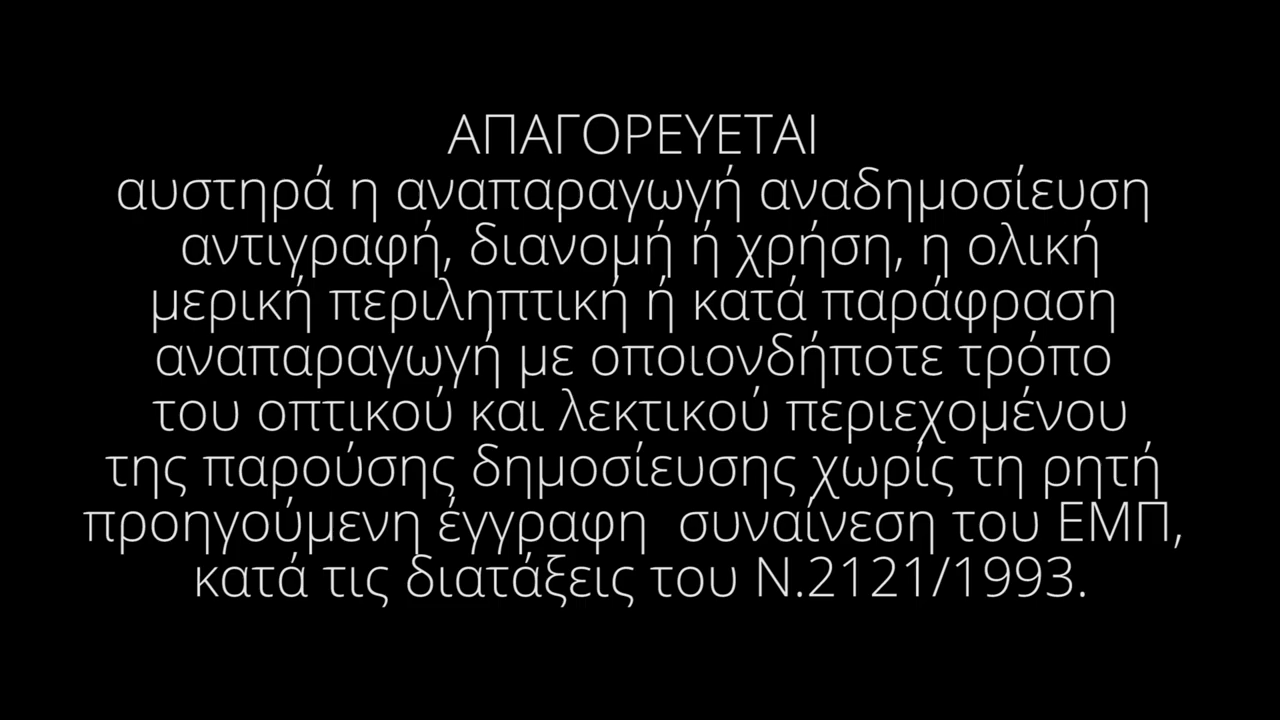 ΑΠΑΓΟΡΕΥΕΤΑΙ
αυστηρά η αναπαραγωγή αναδημοσίευση
αντιγραφή, διανομή ή χρήση, η ολική
μερική περιληπτική ή κατά παράφραση
αναπαραγωγή με οποιονδήποτε τρόπο
του οπτικού και λεκτικού περιεχομένου
της παρούσης δημοσίευσης χωρίς τη ρητή
προηγούμενη έγγραφη  συναίνεση του ΕΜΠ,
κατά τις διατάξεις του Ν.2121/1993.